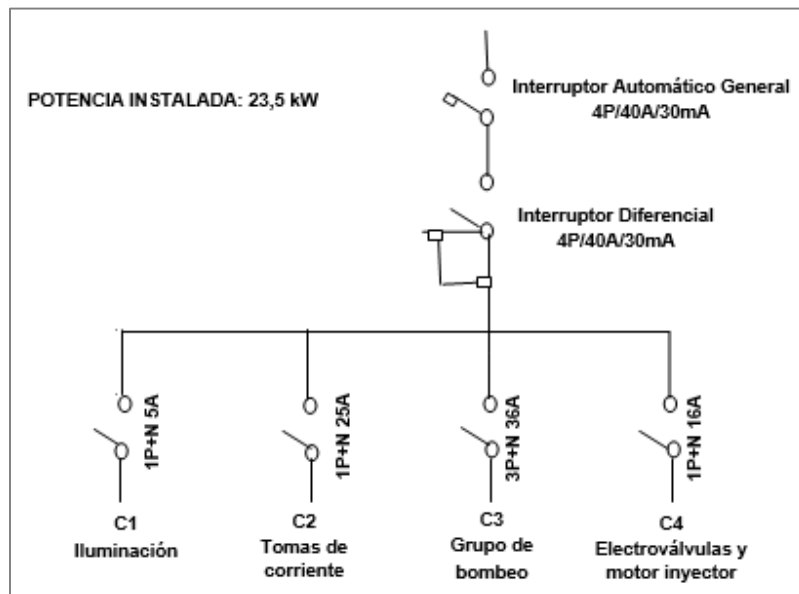 POTENCIA INSTALADA: 23,5 kW
Interruptor Automático General
4P/40A/30mA
Interruptor Diferencial
4P/40A/30mA
1P+N 5A
1P+N 25A
3P+N 36A
1P+N 16A
C1
Iluminación
C2
Tomas de
corriente
C3
Grupo de
bombeo
C4
Electroválvulas y
motor inyector